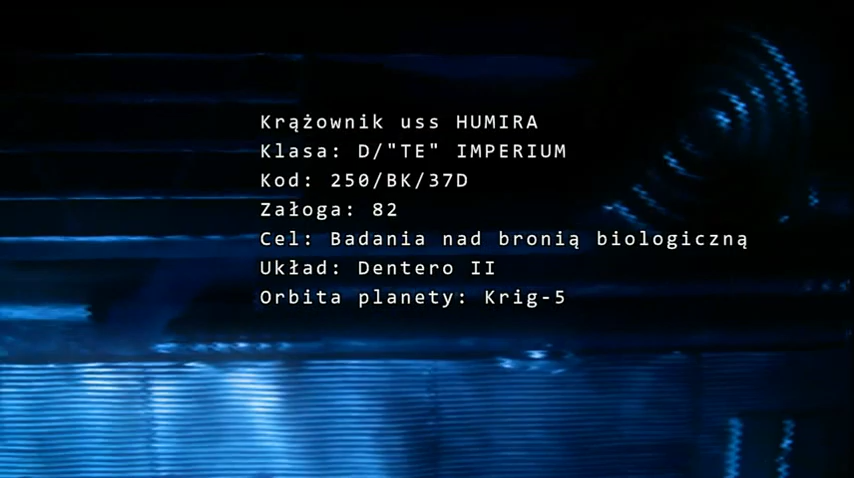 Krążownik uss HUMIRA
Klasa: D/"TE" IMPERIUM
Kod: 250/BK/37D
Załoga: 82
Cel: Badania nad bronią biologiczną
Układ: Dentero II
Orbita planety: Krig-5